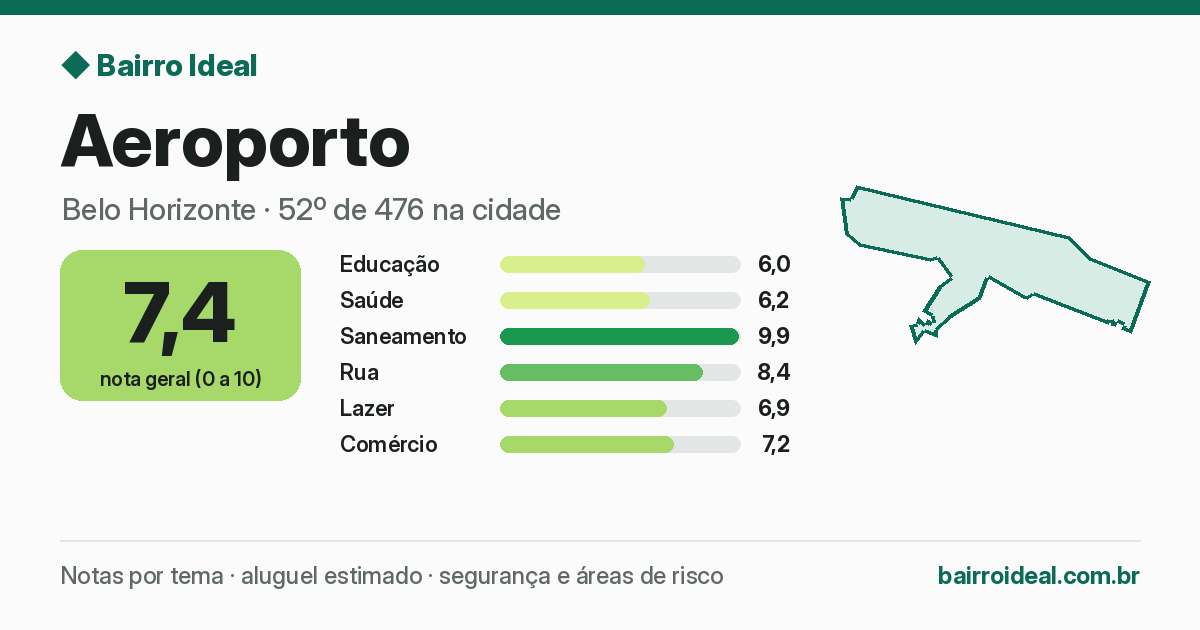 Bairro Ideal
Aeroporto
Belo Horizonte · 52º de 476 na cidade
7,4
nota geral (0 a 10)
Educação 6,0
Saúde 6,2
Saneamento 9,9
Rua 8,4
Lazer 6,9
Comércio 7,2
Notas por tema · aluguel estimado · segurança e áreas de risco
bairroideal.com.br